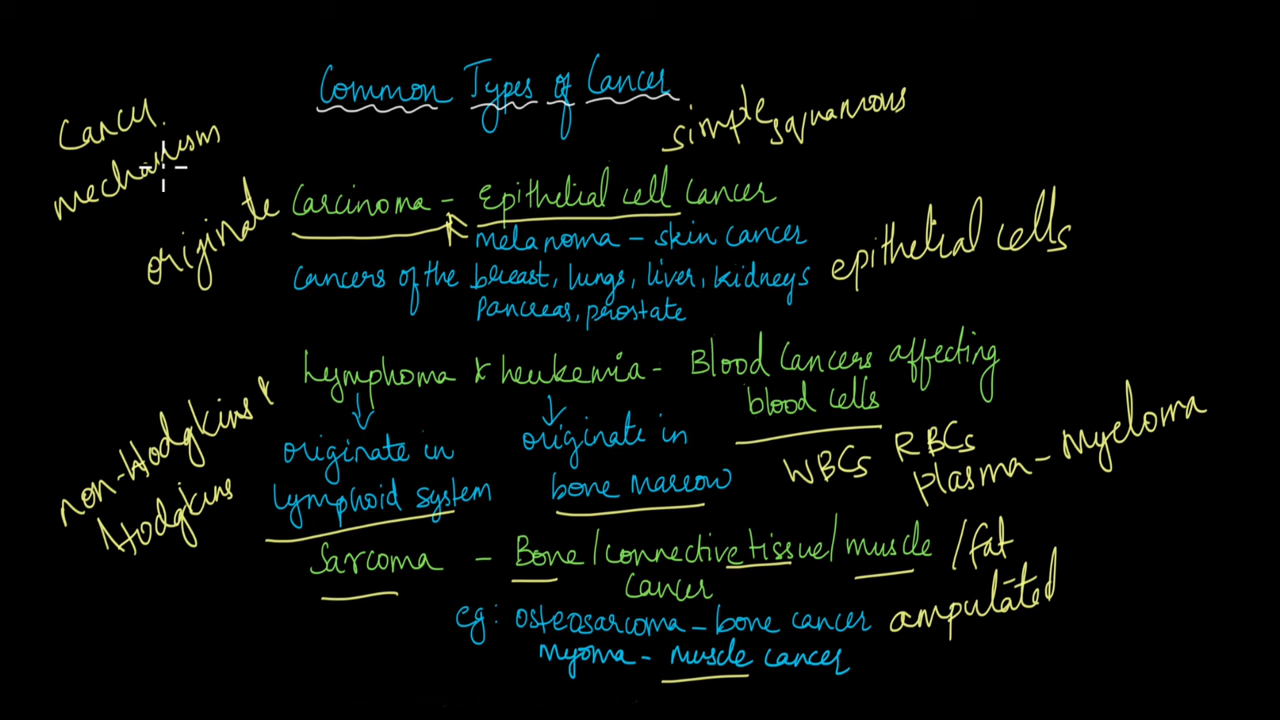 Common Types of Cancer
simple squamous
Cancer
mechanism
originate
Carcinoma - Epithelial cell cancer
melanoma - skin cancer
epithelial cells
Cancers of the breast, lungs, liver, kidneys
Pancreas, prostate
Lymphoma & Leukemia - Blood Cancers affecting
blood cells
non-Hodgkins &
Hodgkins
originate in
lymphoid system
originate in
bone marrow
WBCs RBCs
plasma - Myeloma
Sarcoma - Bone/connective tissue/muscle /fat
Cancer
eg: osteosarcoma - bone cancer
ampulated
myoma - muscle cancer